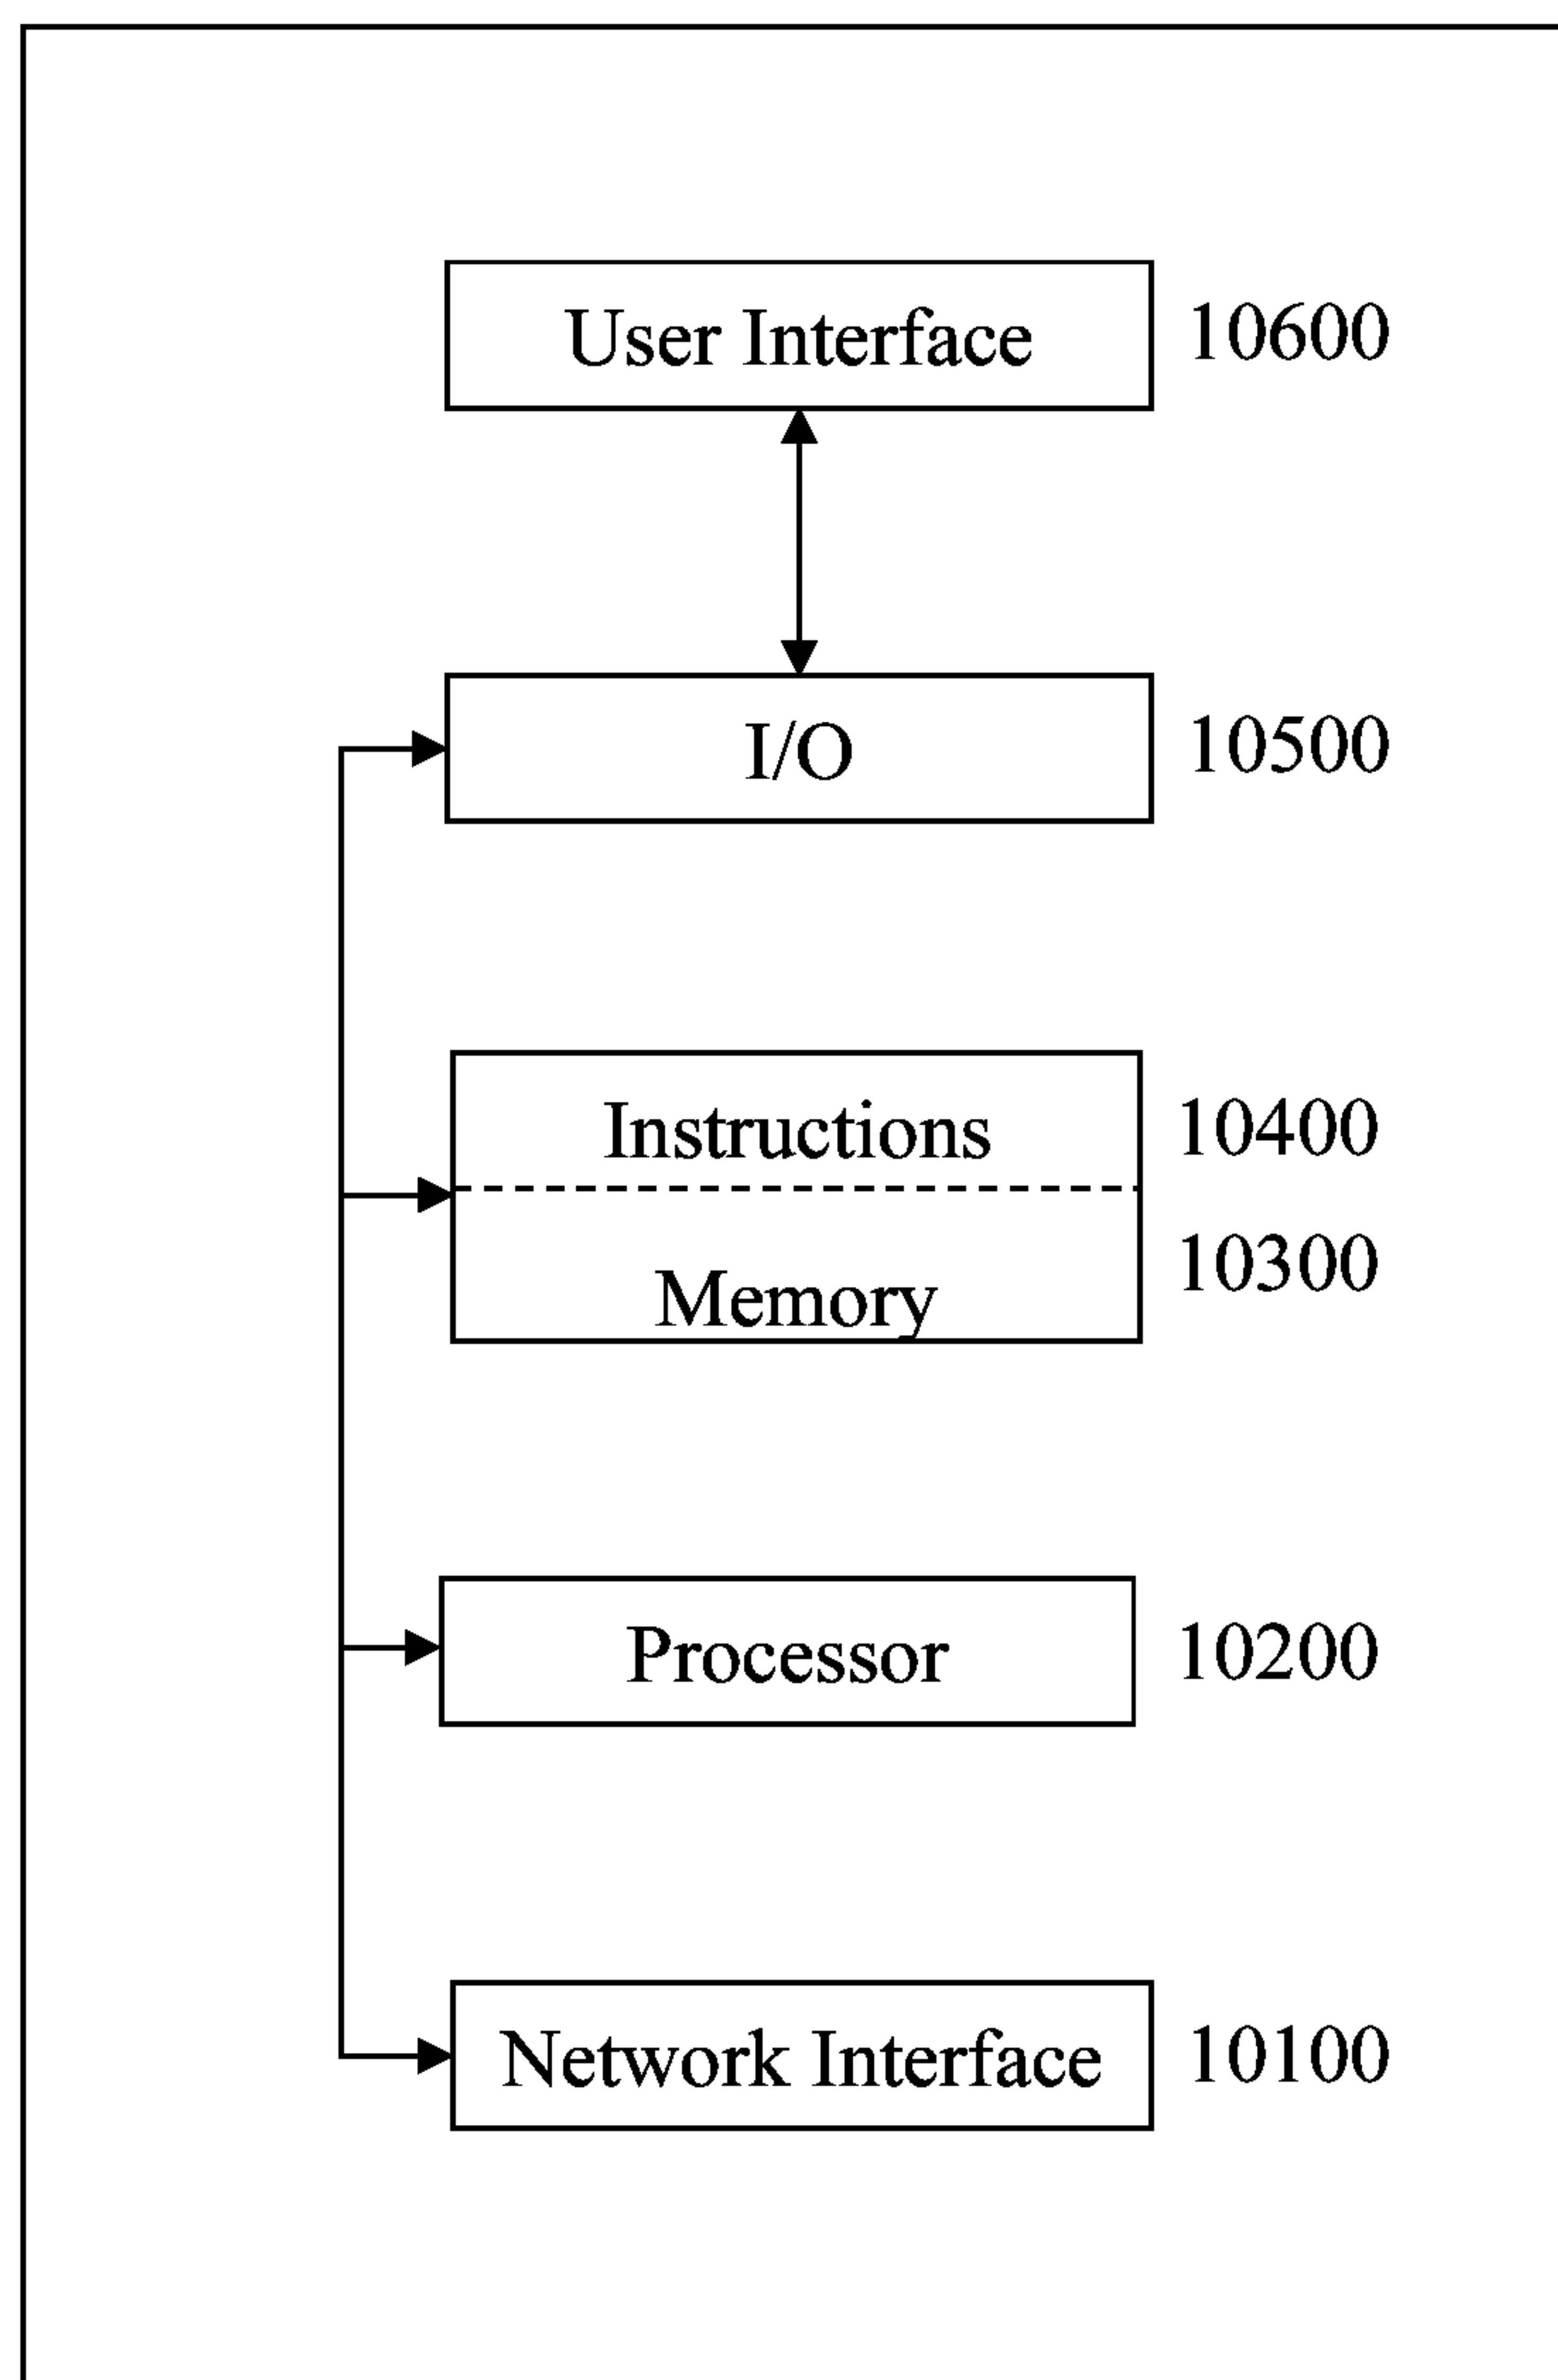 User Interface 10600
I/O 10500
Instructions 10400
Memory 10300
Processor 10200
Network Interface 10100